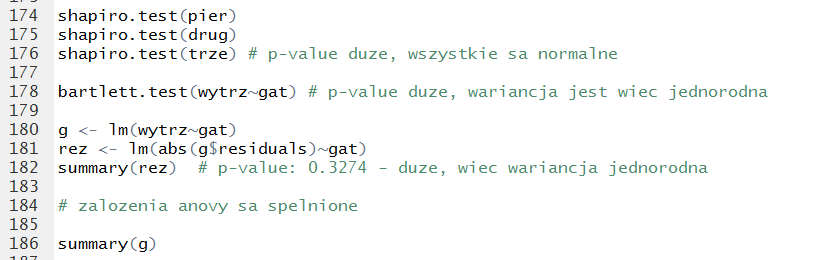 174 shapiro.test(pier)
175 shapiro.test(drug)
176 shapiro.test(trze) # p-value duze, wszystkie sa normalne
177
178 bartlett.test(wytrz~gat) # p-value duze, wariancja jest wiec jednorodna
179
180 g <- lm(wytrz~gat)
181 rez <- lm(abs(g$residuals)~gat)
182 summary(rez)  # p-value: 0.3274 - duze, wiec wariancja jednorodna
183
184 # zalozenia anovy sa spelnione
185
186 summary(g)